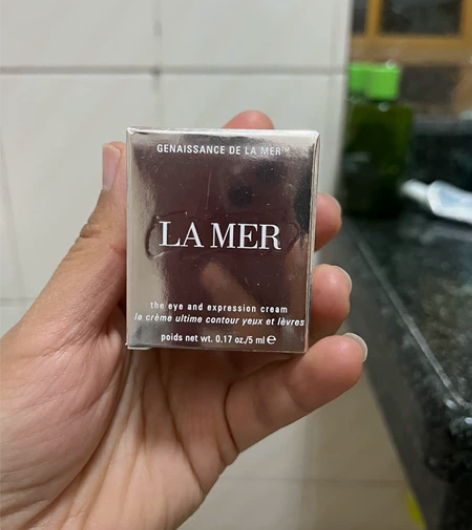 GENAISSANCE DE LA MER™
LA MER
the eye and expression cream
la crème ultime contour yeux et lèvres
poids net wt. 0.17 oz./5 ml ℮